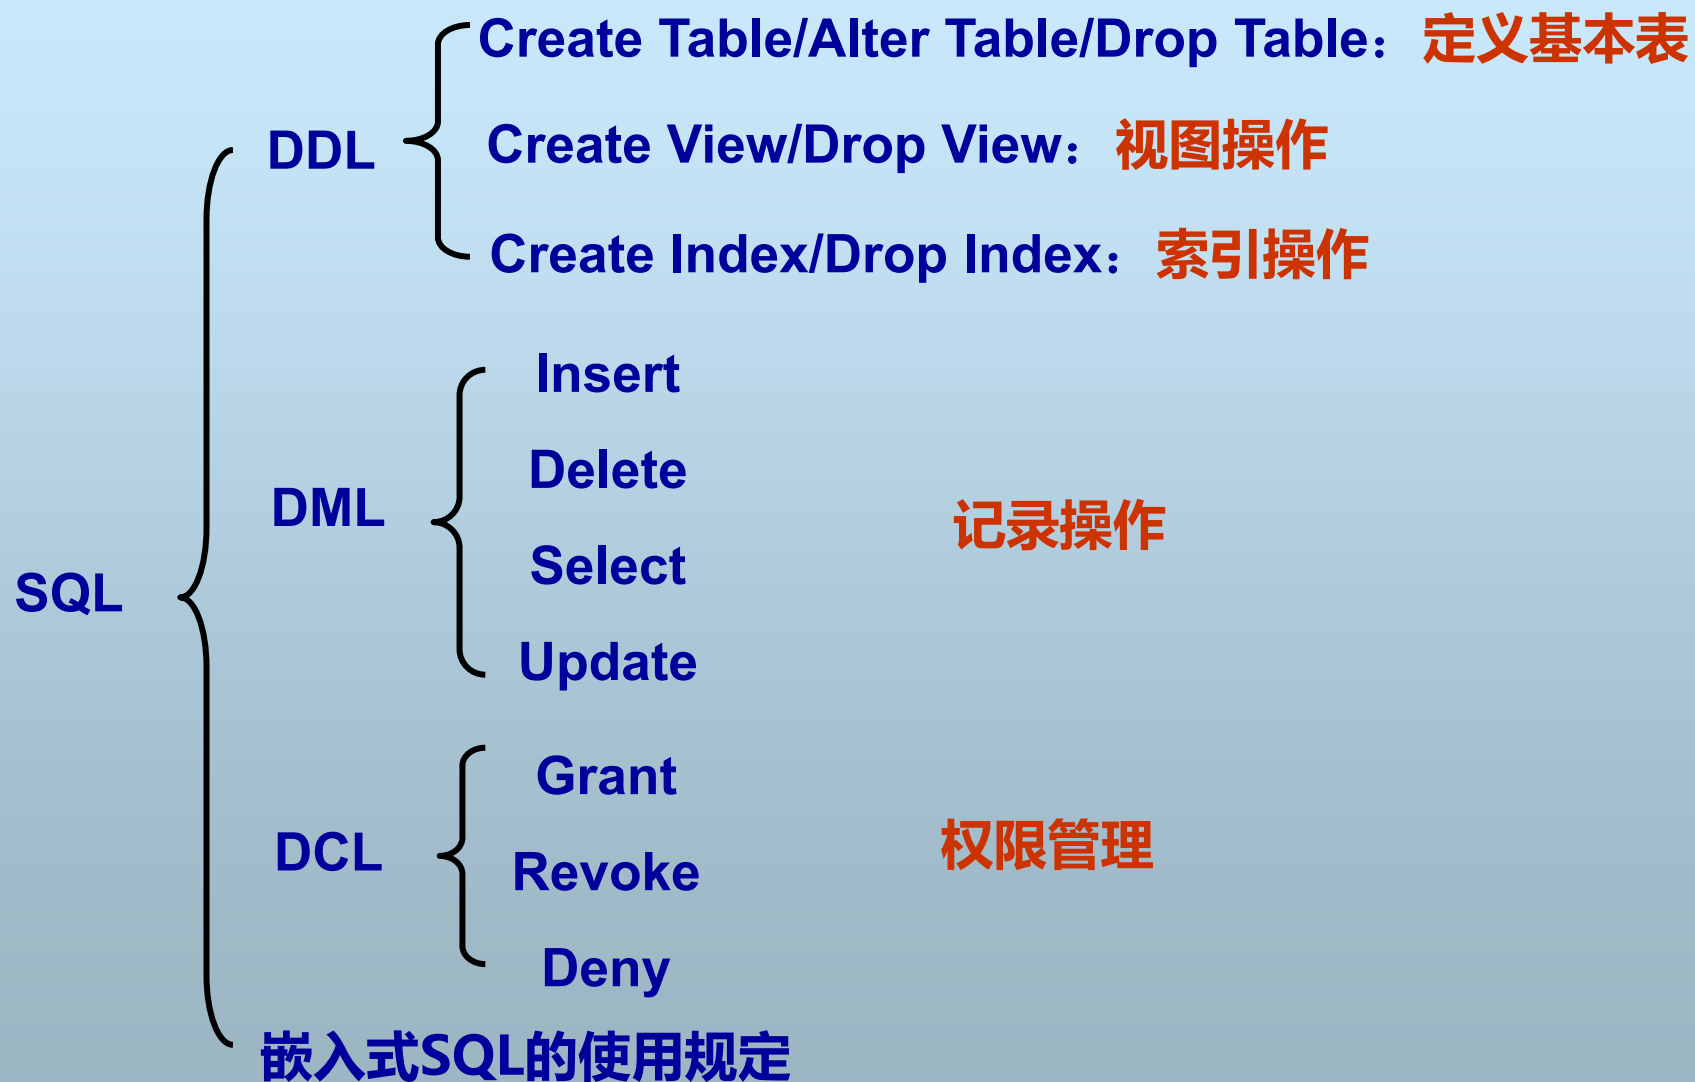 Create Table/Alter Table/Drop Table：定义基本表
DDL
Create View/Drop View：视图操作
Create Index/Drop Index：索引操作
Insert
Delete
DML
记录操作
Select
SQL
Update
Grant
DCL
权限管理
Revoke
Deny
嵌入式SQL的使用规定